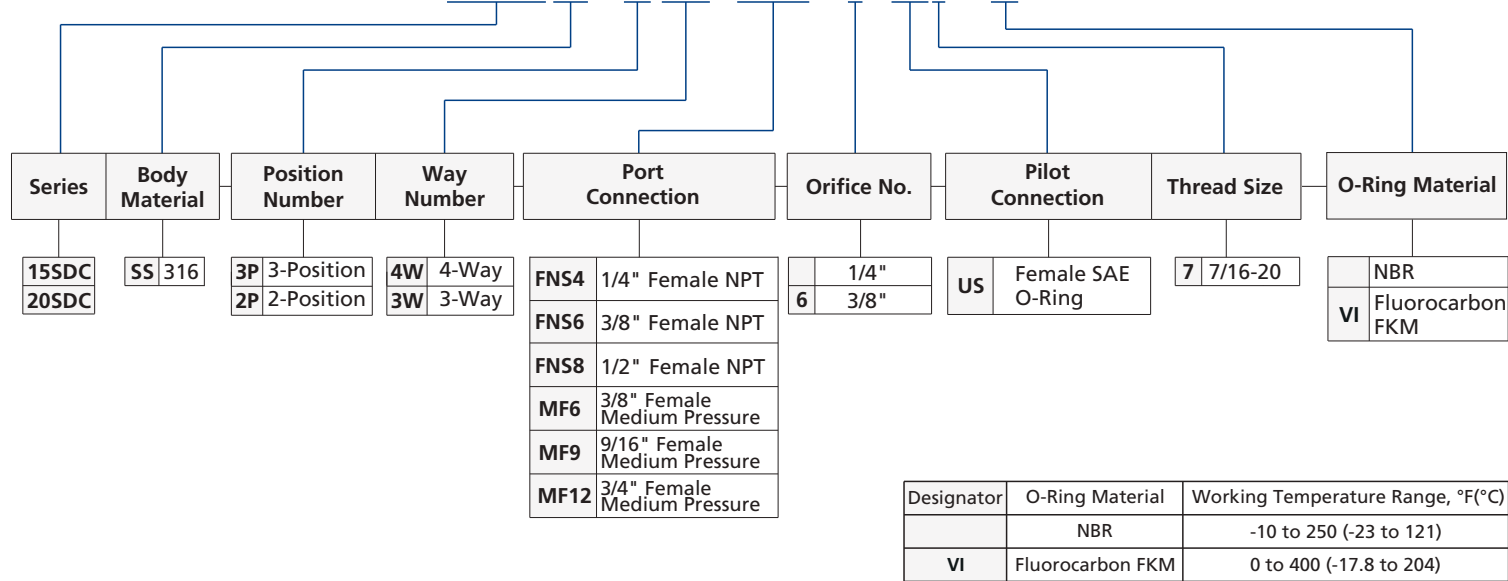 Series
Body
Material
Position
Number
Way
Number
Port
Connection
Orifice No.
Pilot
Connection
Thread Size
O-Ring Material
15SDC
20SDC
SS 316
3P 3-Position
2P 2-Position
4W 4-Way
3W 3-Way
FNS4 1/4" Female NPT
FNS6 3/8" Female NPT
FNS8 1/2" Female NPT
MF6 3/8" Female
Medium Pressure
MF9 9/16" Female
Medium Pressure
MF12 3/4" Female
Medium Pressure
1/4"
6 3/8"
US Female SAE
O-Ring
7 7/16-20
NBR
VI Fluorocarbon
FKM
Designator O-Ring Material Working Temperature Range, °F(°C)
NBR -10 to 250 (-23 to 121)
VI Fluorocarbon FKM 0 to 400 (-17.8 to 204)